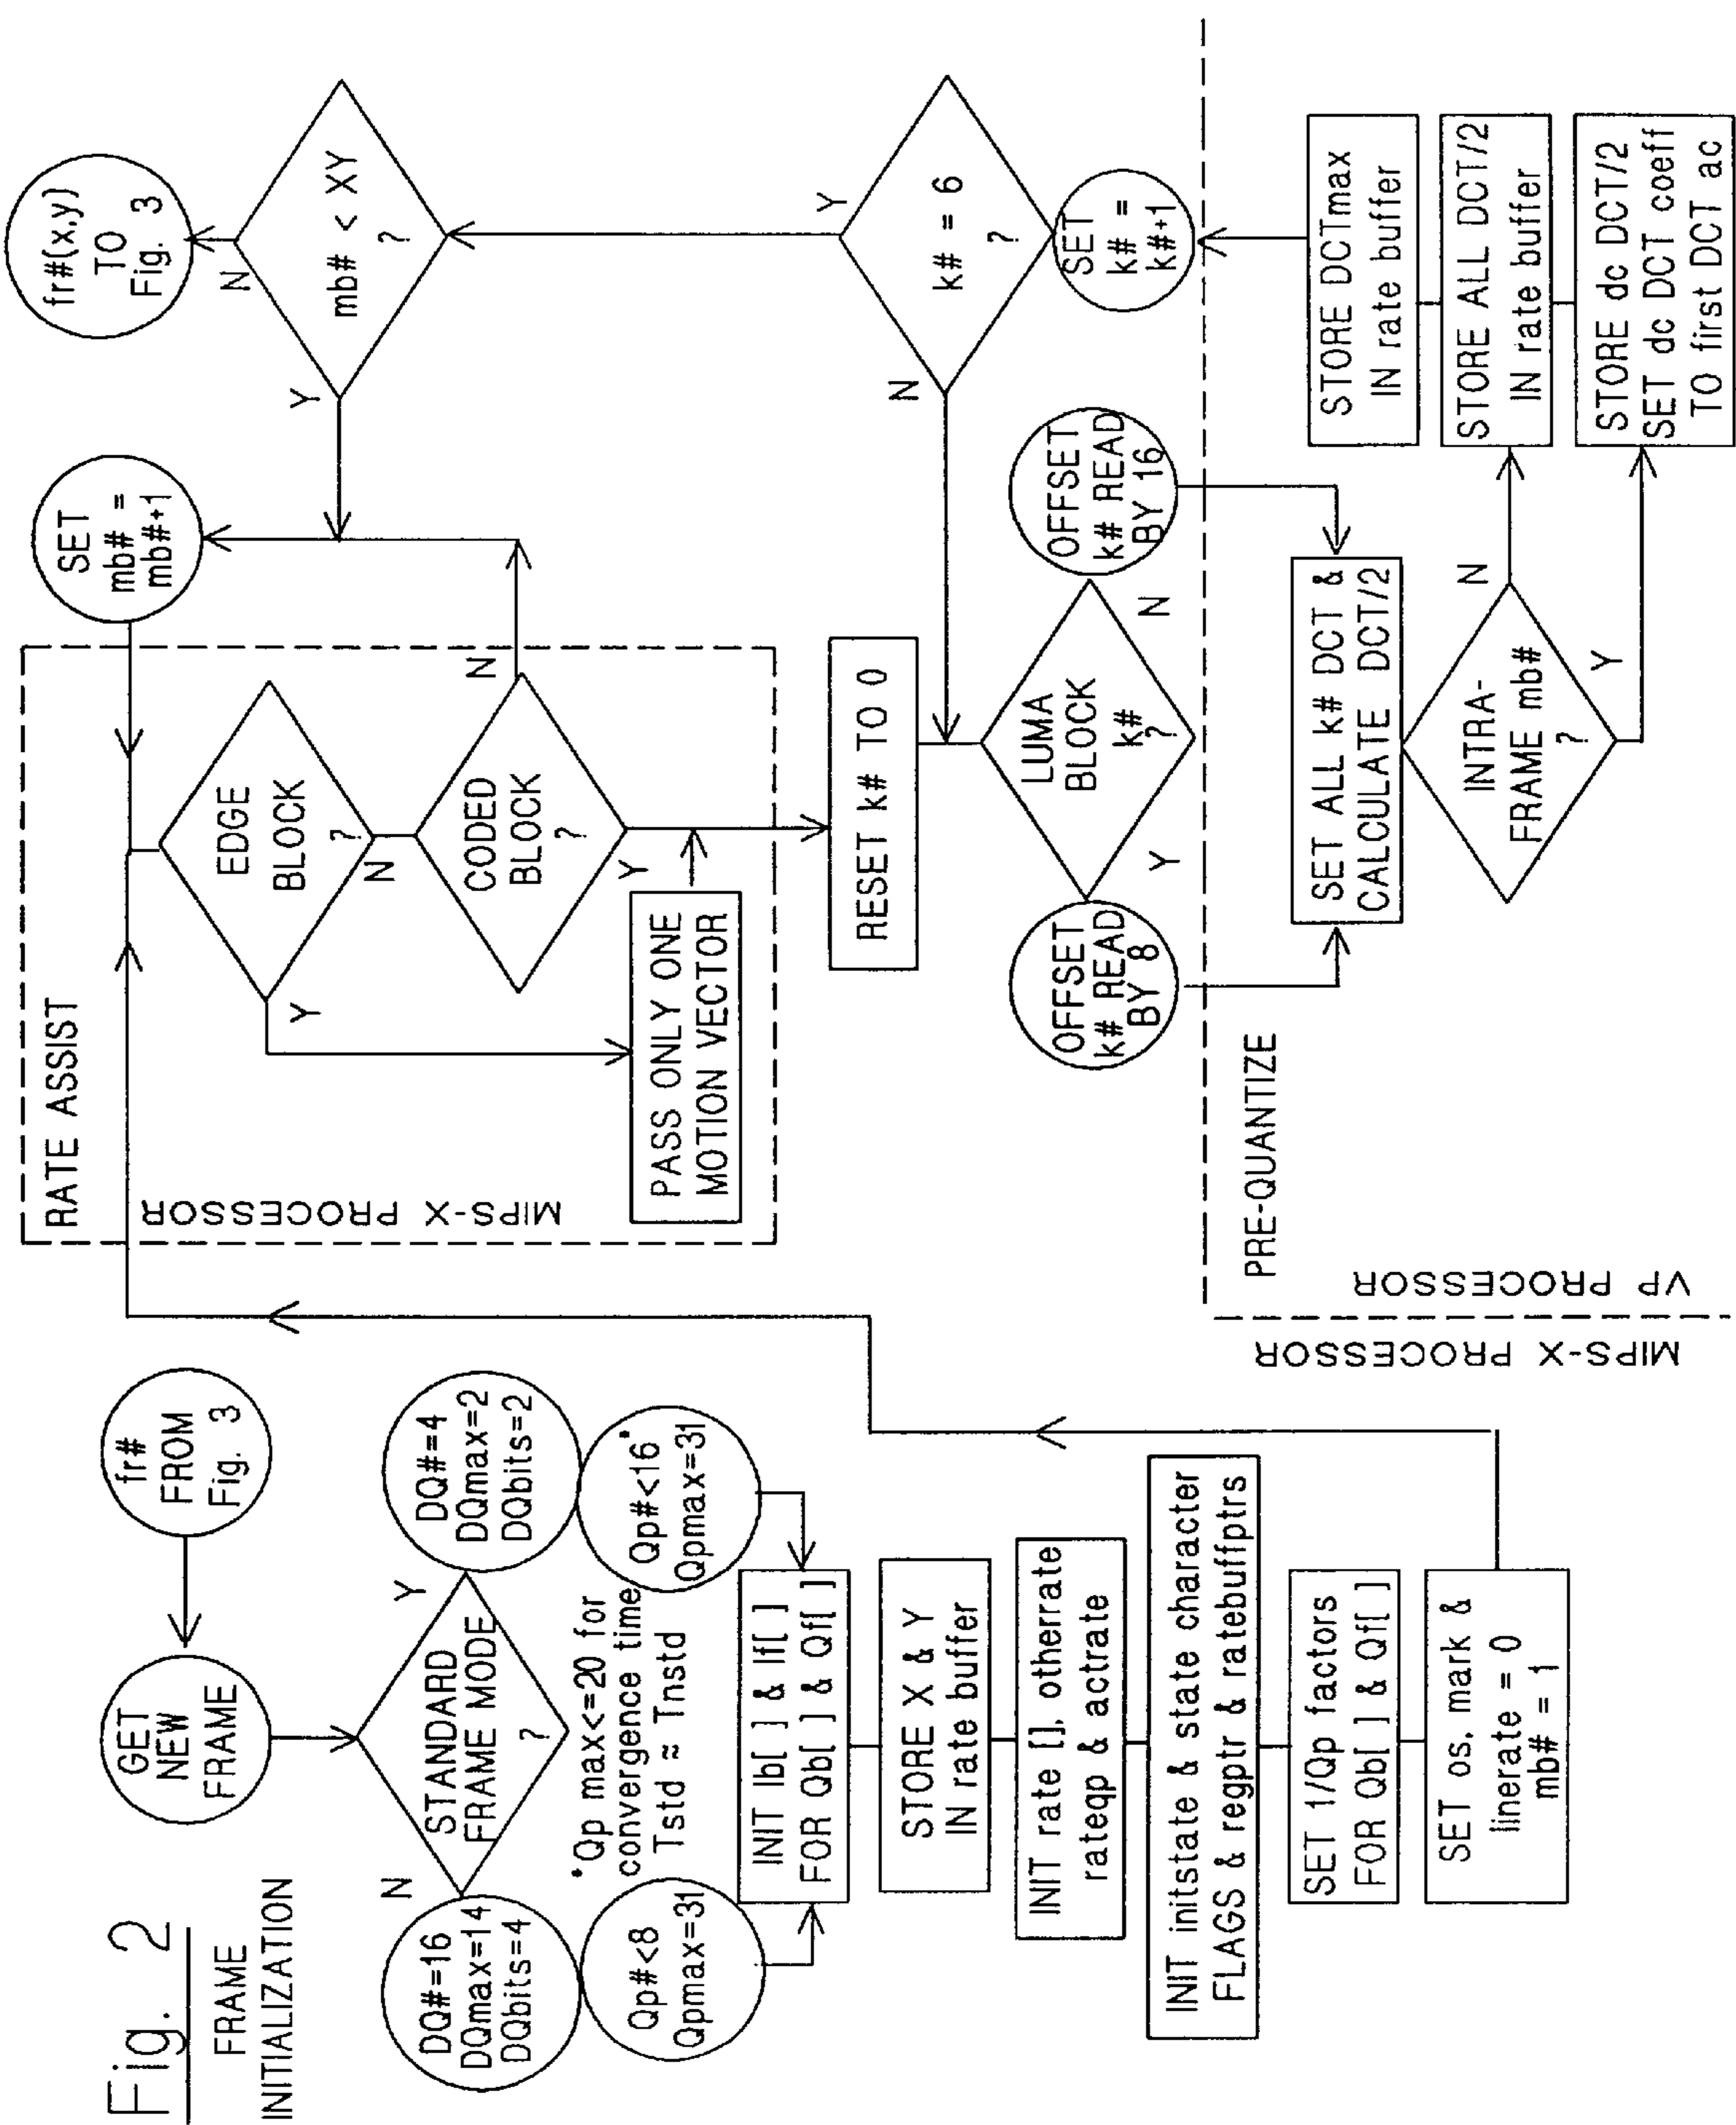 Fig. 2
FRAME
INITIALIZATION
fr#
FROM
Fig. 3
GET
NEW
FRAME
STANDARD
FRAME MODE
?
N
Y
DQ#=16
DQmax=14
DQbits=4
DQ#=4
DQmax=2
DQbits=2
Qp#<8
Qpmax=31
Qp#<16*
Qpmax=31
*Qp max<=20 for
convergence time
Tstd ≈ Tnstd
INIT Ib[ ] & If[ ]
FOR Qb[ ] & Qf[ ]
STORE X & Y
IN rate buffer
INIT rate [], otherrate
rateqp & actrate
INIT initstate & state character
FLAGS & regptr & ratebuffptrs
SET 1/Qp factors
FOR Qb[ ] & Qf[ ]
SET os, mark &
linerate = 0
mb# = 1
RATE ASSIST
MIPS-X PROCESSOR
EDGE
BLOCK
?
Y
N
CODED
BLOCK
?
N
Y
PASS ONLY ONE
MOTION VECTOR
SET
mb# =
mb#+1
fr#(x,y)
TO
Fig. 3
mb# < XY
?
N
Y
RESET k# TO 0
LUMA
BLOCK
k#
?
Y
N
OFFSET
k# READ
BY 8
OFFSET
k# READ
BY 16
k# = 6
?
N
Y
SET
k# =
k#+1
PRE-QUANTIZE
VP PROCESSOR
MIPS-X PROCESSOR
SET ALL k# DCT &
CALCULATE DCT/2
INTRA-
FRAME mb#
?
N
Y
STORE DCTmax
IN rate buffer
STORE ALL DCT/2
IN rate buffer
STORE dc DCT/2
SET dc DCT coeff
TO first DCT ac